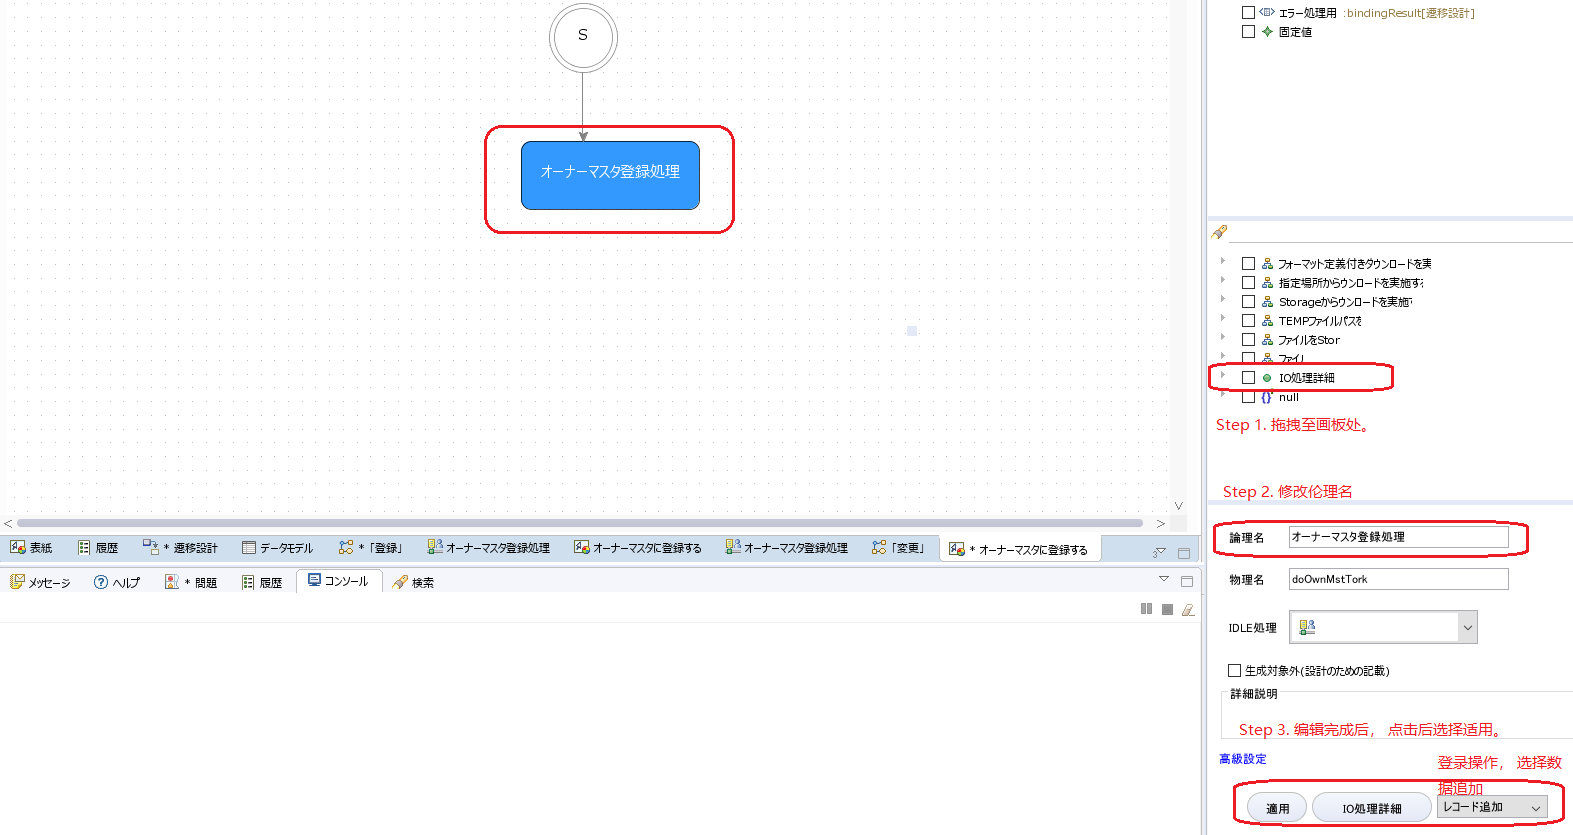 S
オーナーマスタ登録処理
エラー処理用 :bindingResult[遷移設計]
固定値
フォーマット定義付きダウンロードを実
指定場所からウンロードを実施す
Storageからウンロードを実施
TEMPファイルパスを
ファイルをStor
ファイル
IO処理詳細
{} null
Step 1. 拖拽至画板处。
Step 2. 修改伦理名
論理名 オーナーマスタ登録処理
物理名 doOwnMstTork
IDLE処理
生成対象外(設計のための記載)
詳細説明
Step 3. 编辑完成后， 点击后选择适用。
高級設定
登录操作， 选择数
据追加
適用 IO処理詳細 レコード追加
表紙 履歴 * 遷移設計 データモデル * 「登録」 オーナーマスタ登録処理 オーナーマスタに登録する オーナーマスタ登録処理 「変更」 * オーナーマスタに登録する
メッセージ ヘルプ * 問題 履歴 コンソール 検索